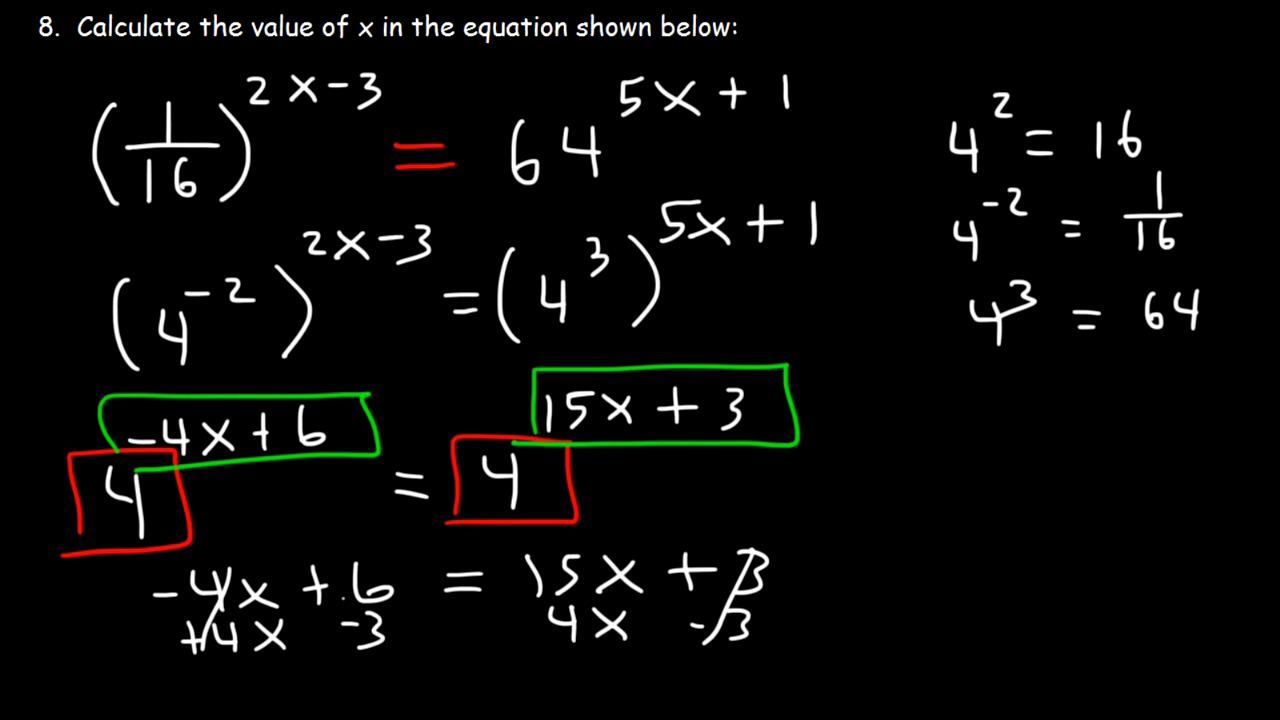 8. Calculate the value of x in the equation shown below:
(1/16)^(2x-3) = 64^(5x+1)
(4^-2)^(2x-3) = (4^3)^(5x+1)
4^(-4x+6) = 4^(15x+3)
-4x + 6 = 15x + 3
+4x -3 4x -3
4^2 = 16
4^-2 = 1/16
4^3 = 64